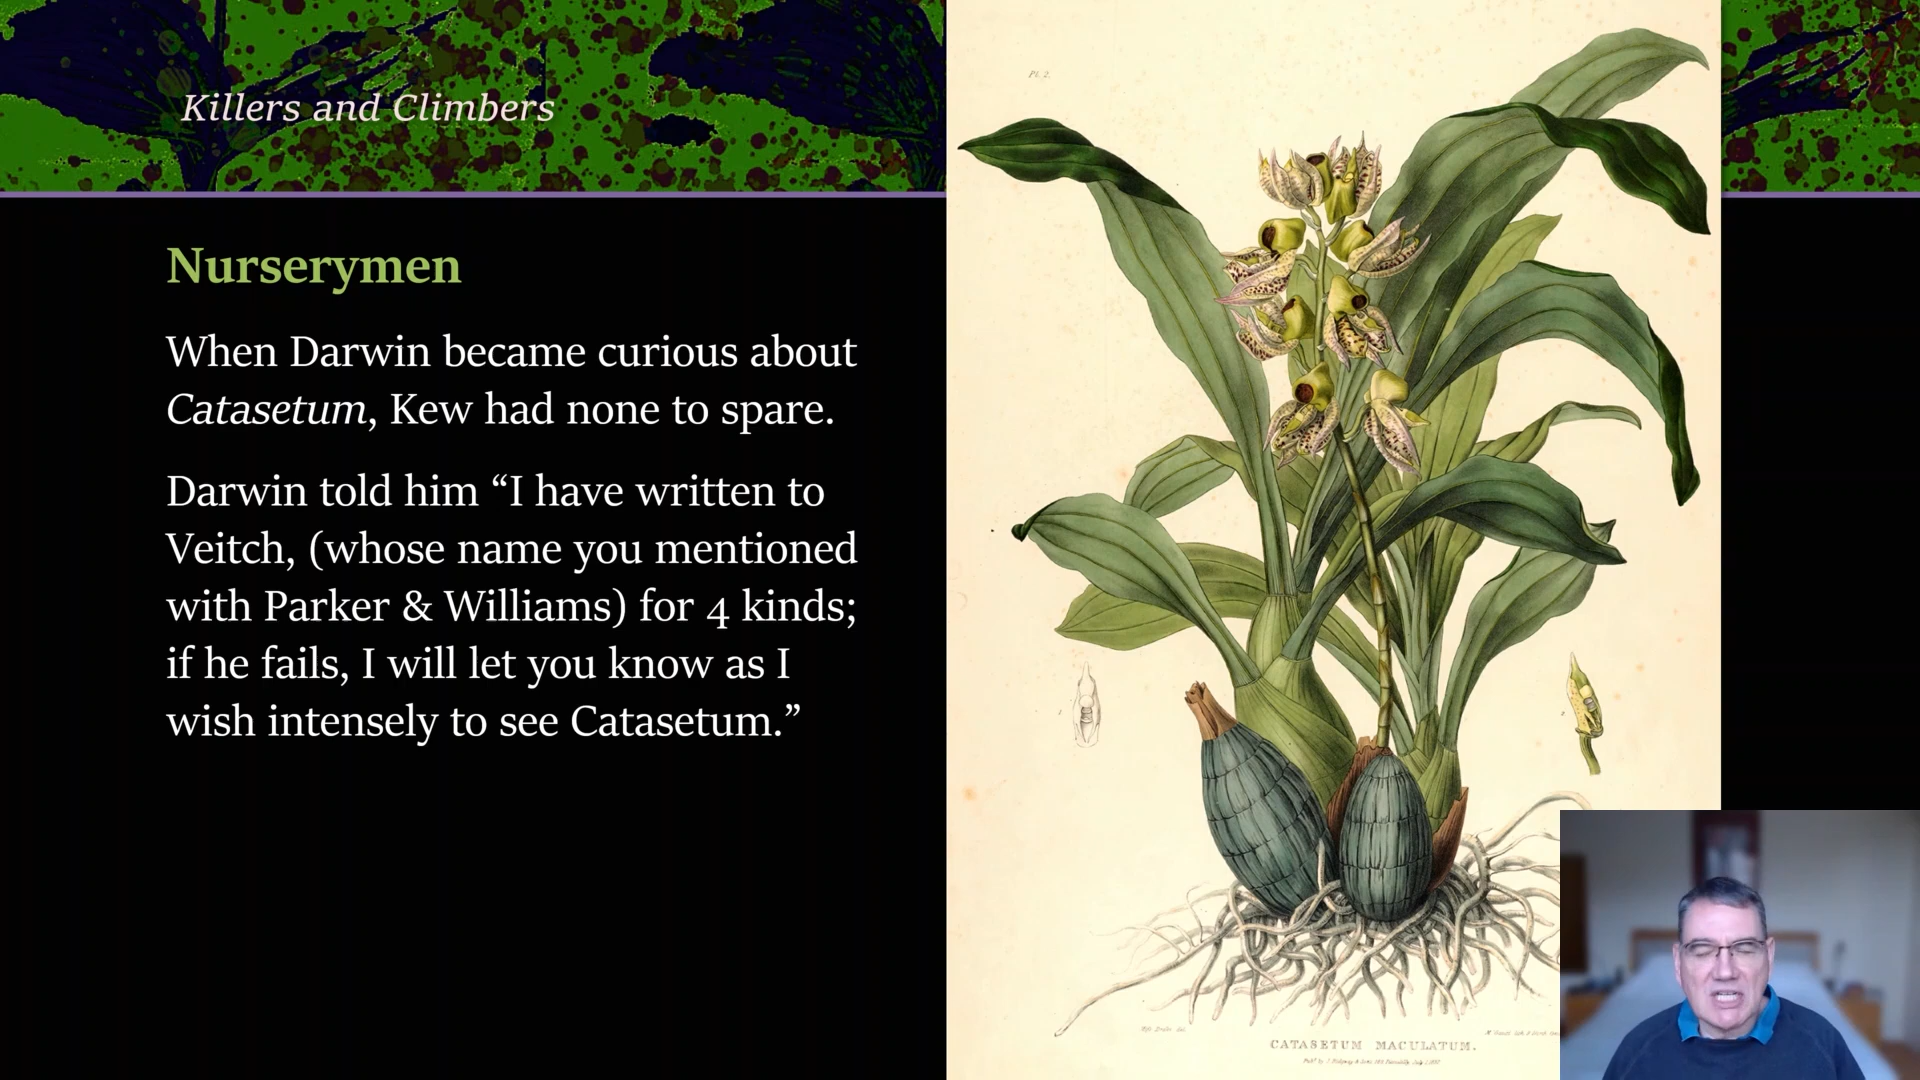 Killers and Climbers
Nurserymen
When Darwin became curious about
Catasetum, Kew had none to spare.
Darwin told him “I have written to
Veitch, (whose name you mentioned
with Parker & Williams) for 4 kinds;
if he fails, I will let you know as I
wish intensely to see Catasetum.”
Pl. 2.
CATASETUM MACULATUM.